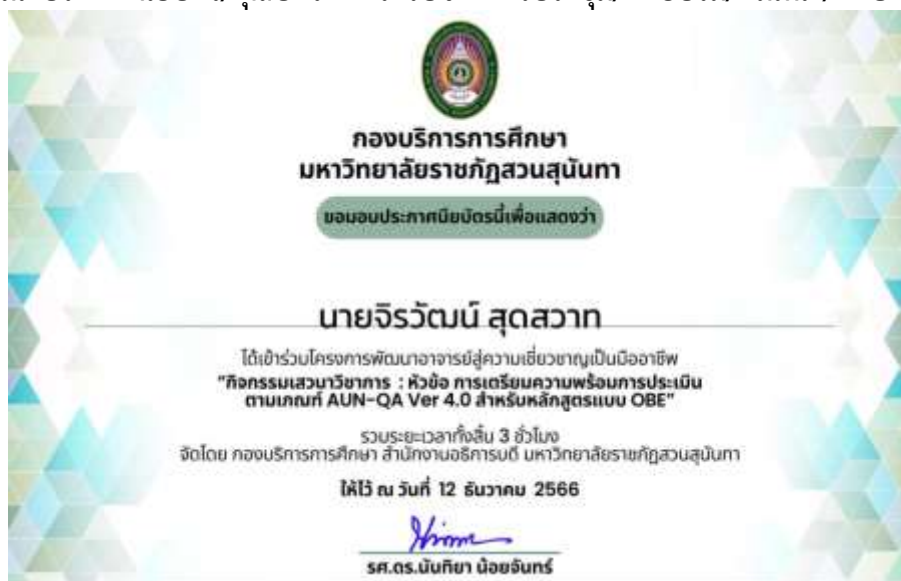 กองบริการการศึกษา
มหาวิทยาลัยราชภัฏสวนสุนันทา
ขอมอบประกาศนียบัตรนี้เพื่อแสดงว่า
นายจิรวัฒน์ สุดสวาท
ได้เข้าร่วมโครงการพัฒนาอาจารย์สู่ความเชี่ยวชาญเป็นมืออาชีพ
"กิจกรรมเสวนาวิชาการ : หัวข้อ การเตรียมความพร้อมการประเมิน
ตามเกณฑ์ AUN-QA Ver 4.0 สำหรับหลักสูตรแบบ OBE"
รวมระยะเวลาทั้งสิ้น 3 ชั่วโมง
จัดโดย กองบริการการศึกษา สำนักงานอธิการบดี มหาวิทยาลัยราชภัฏสวนสุนันทา
ให้ไว้ ณ วันที่ 12 ธันวาคม 2566
รศ.ดร.นันทิยา น้อยจันทร์